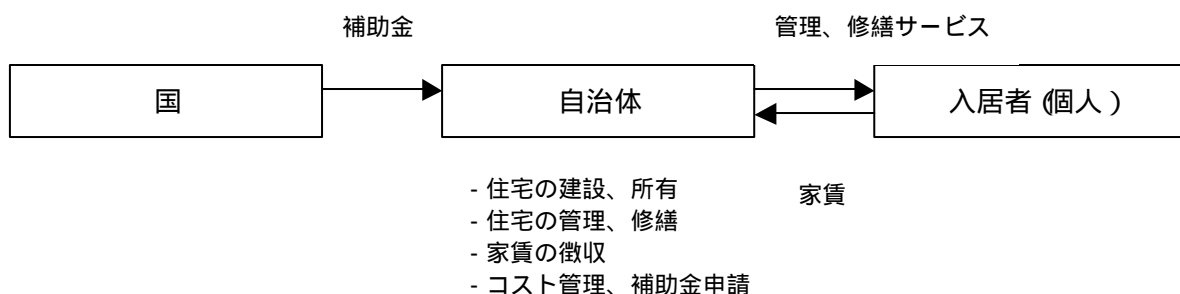 補助金
管理、修繕サービス
国
自治体
入居者(個人)
- 住宅の建設、所有
- 住宅の管理、修繕
- 家賃の徴収
- コスト管理、補助金申請
家賃